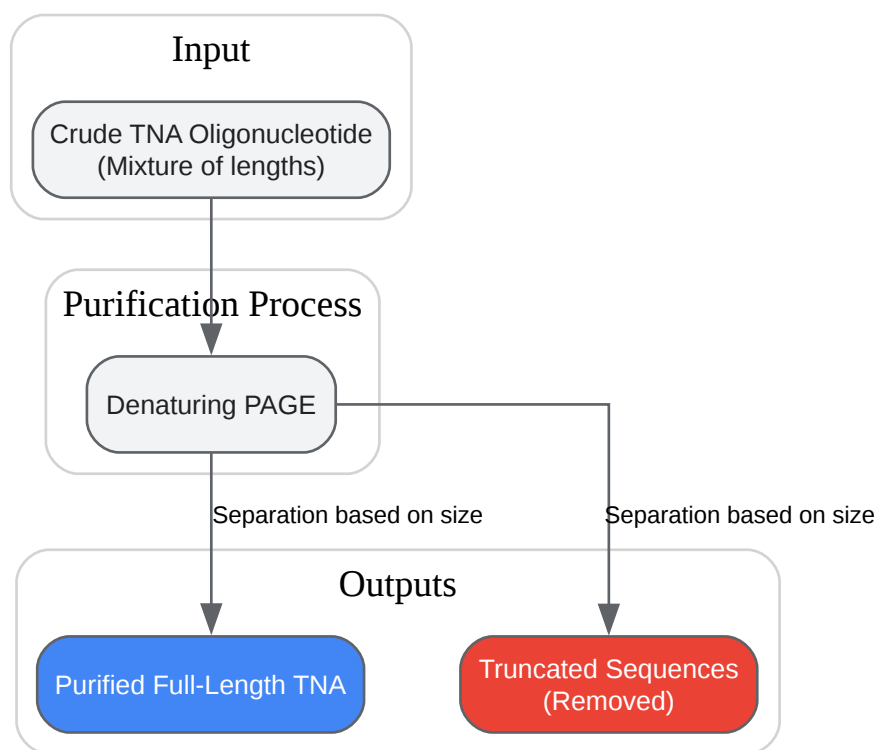 Input
Crude TNA Oligonucleotide
(Mixture of lengths)
Purification Process
Denaturing PAGE
Separation based on size
Separation based on size
Outputs
Purified Full-Length TNA
Truncated Sequences
(Removed)